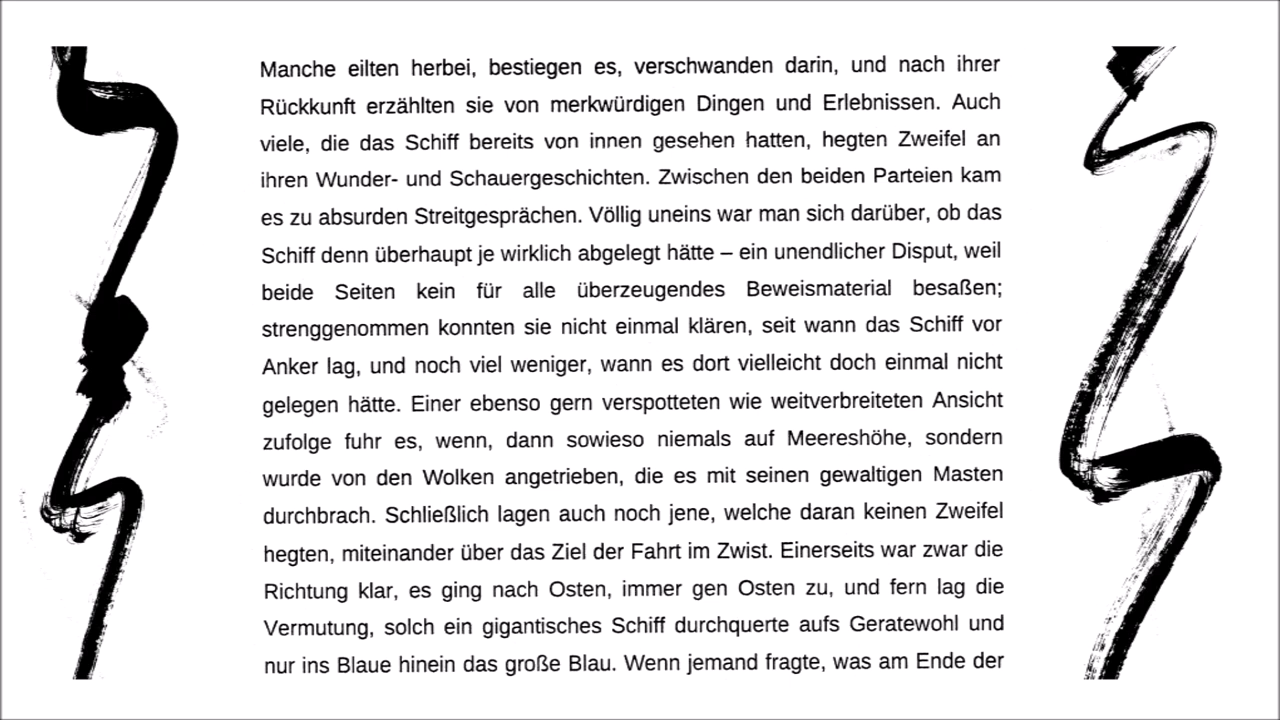 Manche eilten herbei, bestiegen es, verschwanden darin, und nach ihrer
Rückkunft erzählten sie von merkwürdigen Dingen und Erlebnissen. Auch
viele, die das Schiff bereits von innen gesehen hatten, hegten Zweifel an
ihren Wunder- und Schauergeschichten. Zwischen den beiden Parteien kam
es zu absurden Streitgesprächen. Völlig uneins war man sich darüber, ob das
Schiff denn überhaupt je wirklich abgelegt hätte – ein unendlicher Disput, weil
beide Seiten kein für alle überzeugendes Beweismaterial besaßen;
strenggenommen konnten sie nicht einmal klären, seit wann das Schiff vor
Anker lag, und noch viel weniger, wann es dort vielleicht doch einmal nicht
gelegen hätte. Einer ebenso gern verspotteten wie weitverbreiteten Ansicht
zufolge fuhr es, wenn, dann sowieso niemals auf Meereshöhe, sondern
wurde von den Wolken angetrieben, die es mit seinen gewaltigen Masten
durchbrach. Schließlich lagen auch noch jene, welche daran keinen Zweifel
hegten, miteinander über das Ziel der Fahrt im Zwist. Einerseits war zwar die
Richtung klar, es ging nach Osten, immer gen Osten zu, und fern lag die
Vermutung, solch ein gigantisches Schiff durchquerte aufs Geratewohl und
nur ins Blaue hinein das große Blau. Wenn jemand fragte, was am Ende der